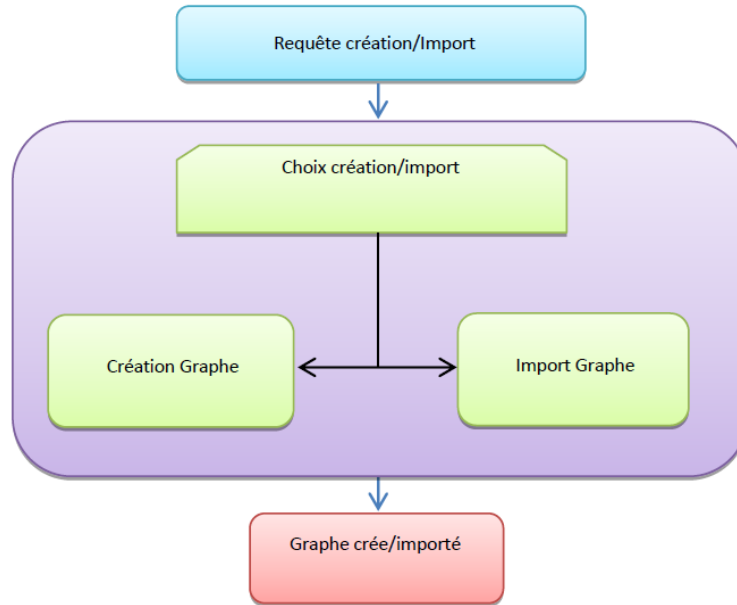 Requête création/Import
Choix création/import
Création Graphe
Import Graphe
Graphe crée/importé